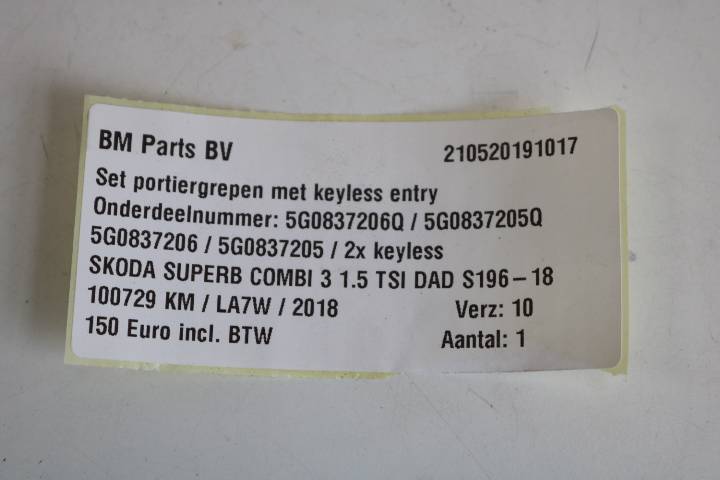 BM Parts BV 210520191017
Set portiergrepen met keyless entry
Onderdeelnummer: 5G0837206Q / 5G0837205Q
5G0837206 / 5G0837205 / 2x keyless
SKODA SUPERB COMBI 3 1.5 TSI DAD S196-18
100729 KM / LA7W / 2018 Verz: 10
150 Euro incl. BTW Aantal: 1